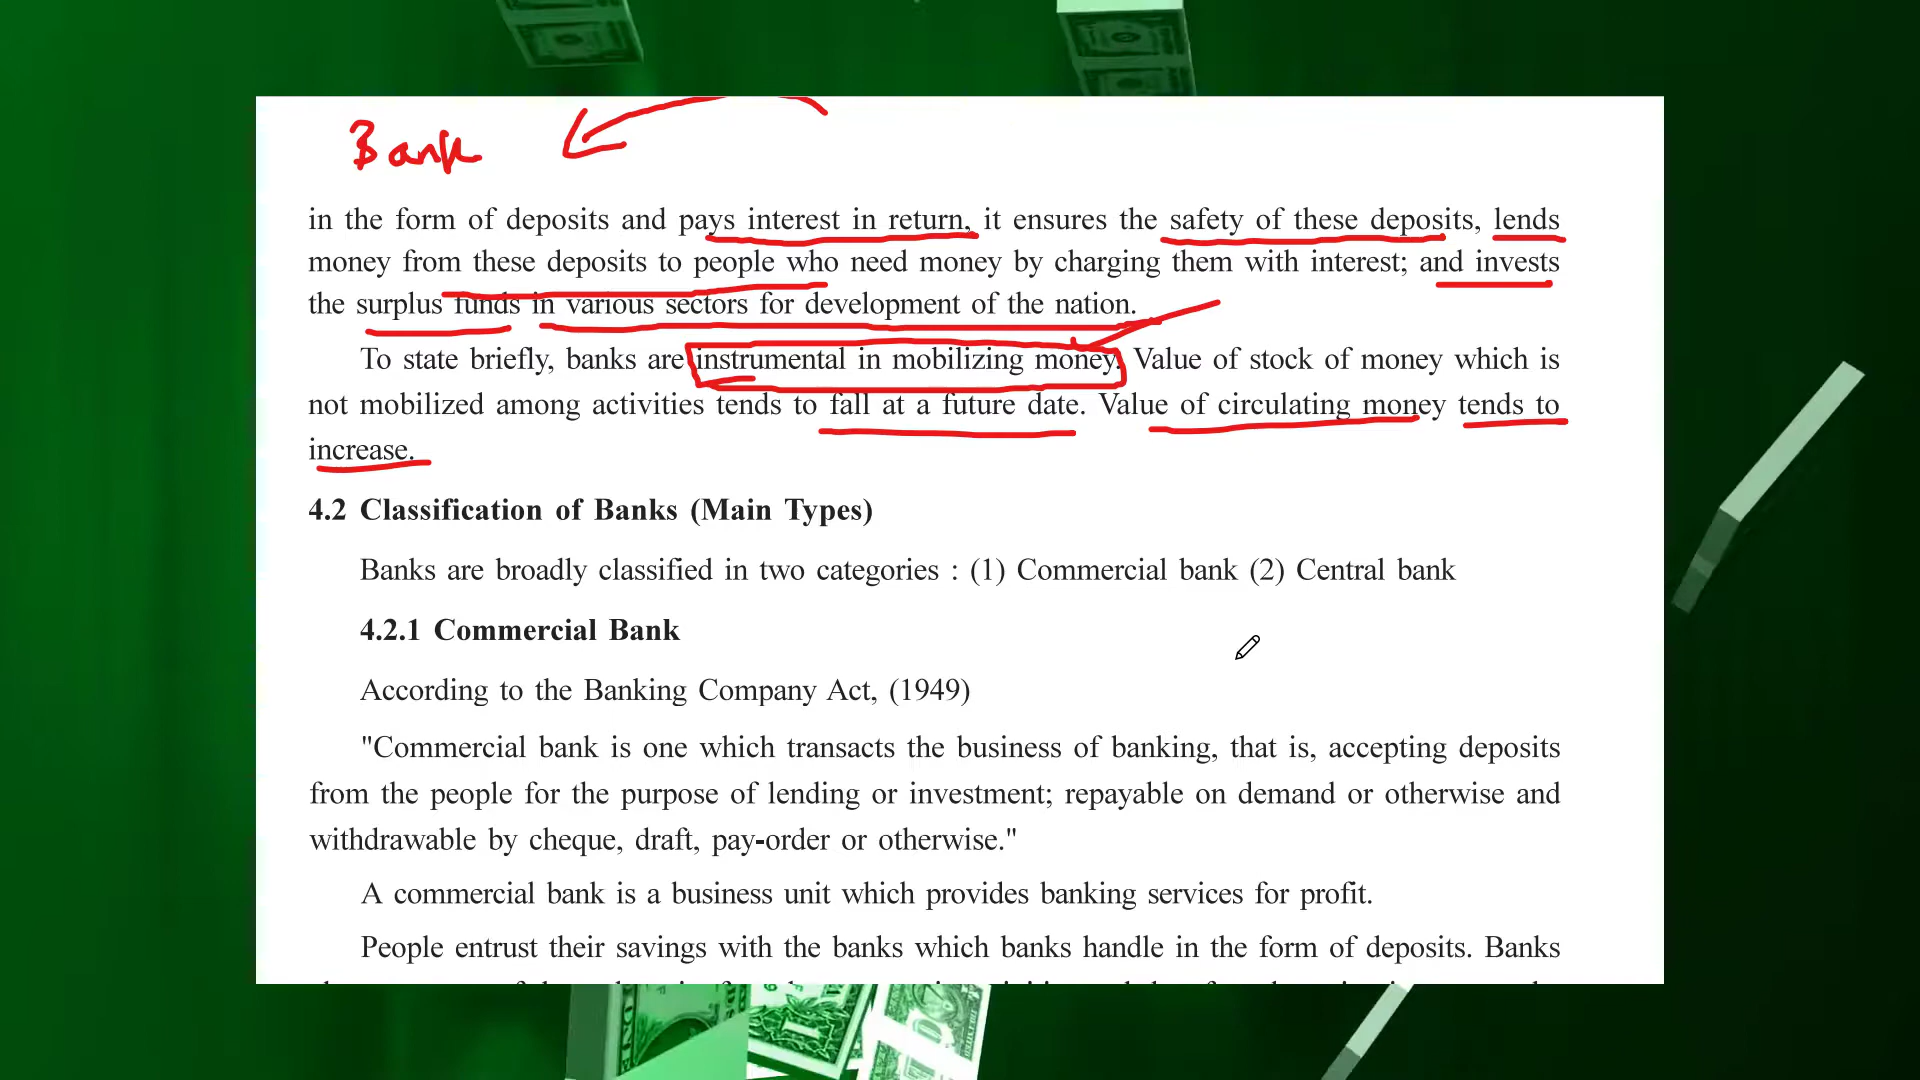 Bank
in the form of deposits and pays interest in return, it ensures the safety of these deposits, lends
money from these deposits to people who need money by charging them with interest; and invests
the surplus funds in various sectors for development of the nation.
To state briefly, banks are instrumental in mobilizing money. Value of stock of money which is
not mobilized among activities tends to fall at a future date. Value of circulating money tends to
increase.
4.2 Classification of Banks (Main Types)
Banks are broadly classified in two categories : (1) Commercial bank (2) Central bank
4.2.1 Commercial Bank
According to the Banking Company Act, (1949)
"Commercial bank is one which transacts the business of banking, that is, accepting deposits
from the people for the purpose of lending or investment; repayable on demand or otherwise and
withdrawable by cheque, draft, pay-order or otherwise."
A commercial bank is a business unit which provides banking services for profit.
People entrust their savings with the banks which banks handle in the form of deposits. Banks